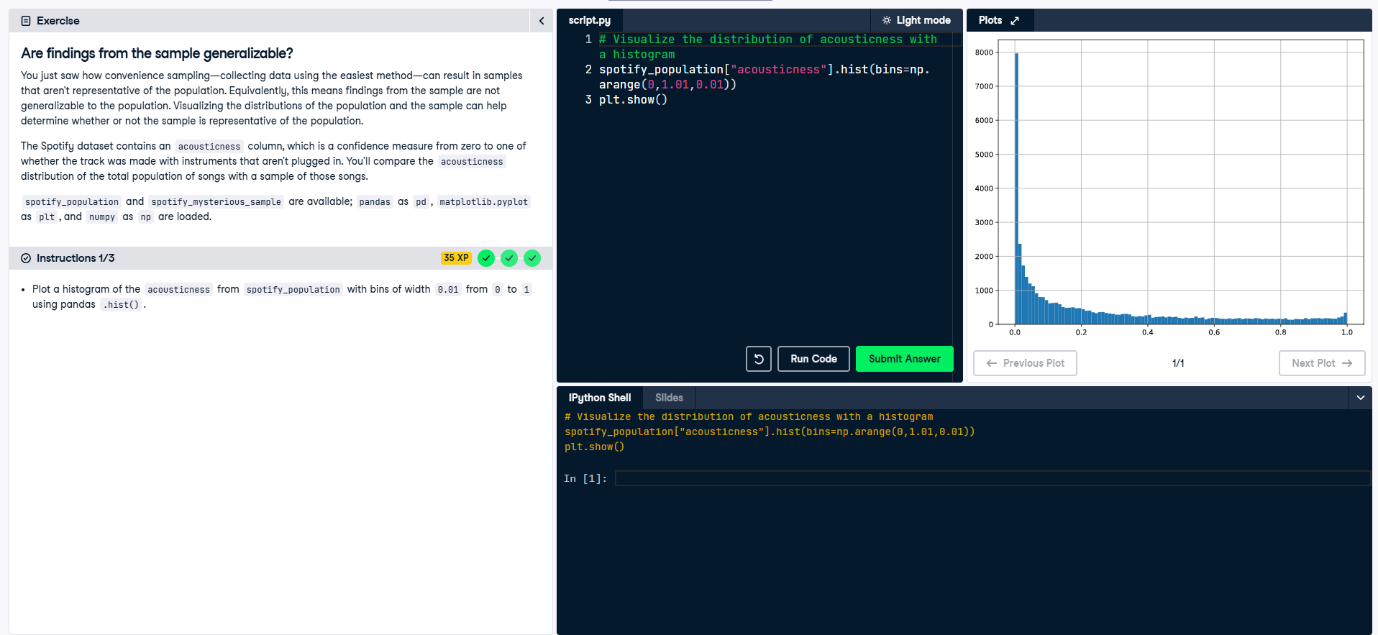 Exercise
Are findings from the sample generalizable?
You just saw how convenience sampling—collecting data using the easiest method—can result in samples
that aren't representative of the population. Equivalently, this means findings from the sample are not
generalizable to the population. Visualizing the distributions of the population and the sample can help
determine whether or not the sample is representative of the population.
The Spotify dataset contains an acousticness column, which is a confidence measure from zero to one of
whether the track was made with instruments that aren't plugged in. You'll compare the acousticness
distribution of the total population of songs with a sample of those songs.
spotify_population and spotify_mysterious_sample are available; pandas as pd, matplotlib.pyplot
as plt, and numpy as np are loaded.
Instructions 1/3
35 XP
• Plot a histogram of the acousticness from spotify_population with bins of width 0.01 from 0 to 1
using pandas .hist().
script.py
Light mode
1 # Visualize the distribution of acousticness with
a histogram
2 spotify_population["acousticness"].hist(bins=np.
arange(0,1.01,0.01))
3 plt.show()
Run Code
Submit Answer
Plots
8000
7000
6000
5000
4000
3000
2000
1000
0
0.0 0.2 0.4 0.6 0.8 1.0
← Previous Plot
1/1
Next Plot →
IPython Shell
Slides
# Visualize the distribution of acousticness with a histogram
spotify_population["acousticness"].hist(bins=np.arange(0,1.01,0.01))
plt.show()
In [1]: